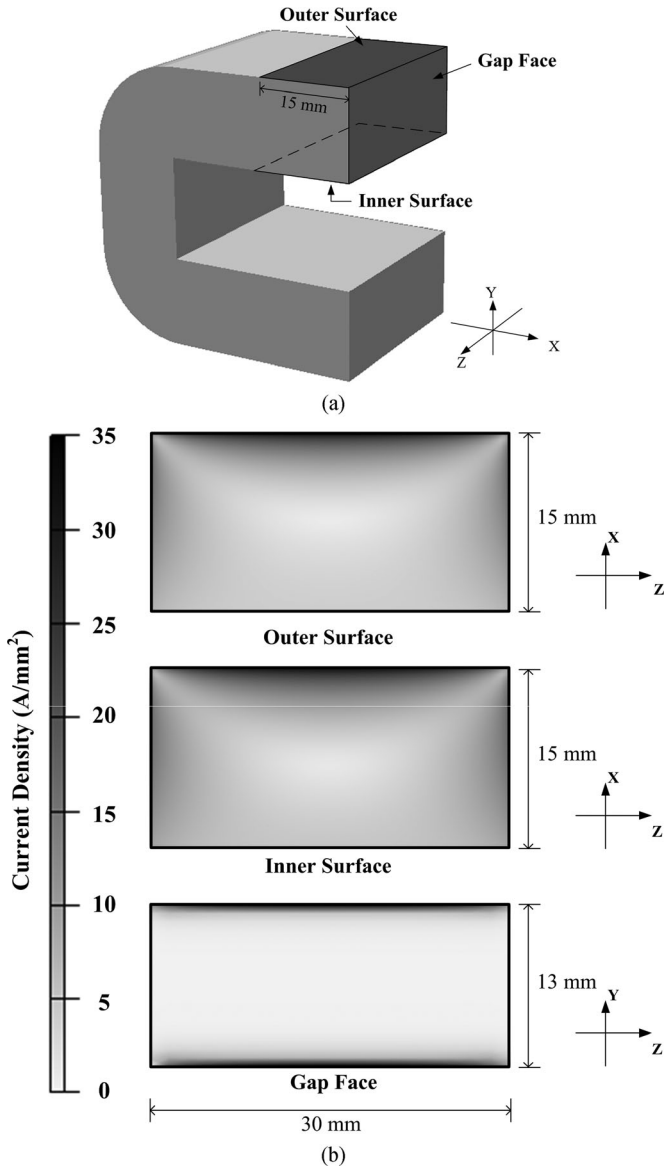 Outer Surface
Gap Face
15 mm
Inner Surface
Y
X
Z
(a)
35
30
25
20
15
10
5
0
Current Density (A/mm²)
15 mm
X
Z
Outer Surface
15 mm
X
Z
Inner Surface
13 mm
Y
Z
Gap Face
30 mm
(b)